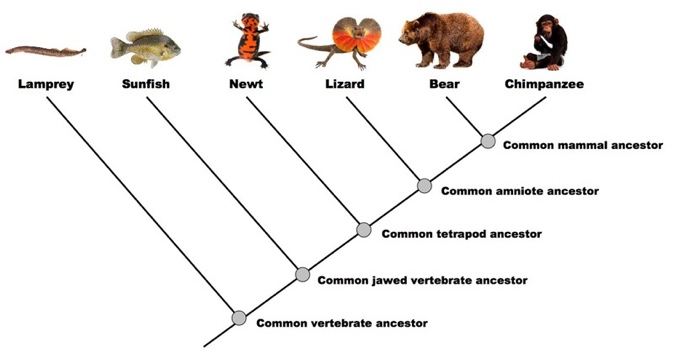 Lamprey Sunfish Newt Lizard Bear Chimpanzee
Common mammal ancestor
Common amniote ancestor
Common tetrapod ancestor
Common jawed vertebrate ancestor
Common vertebrate ancestor